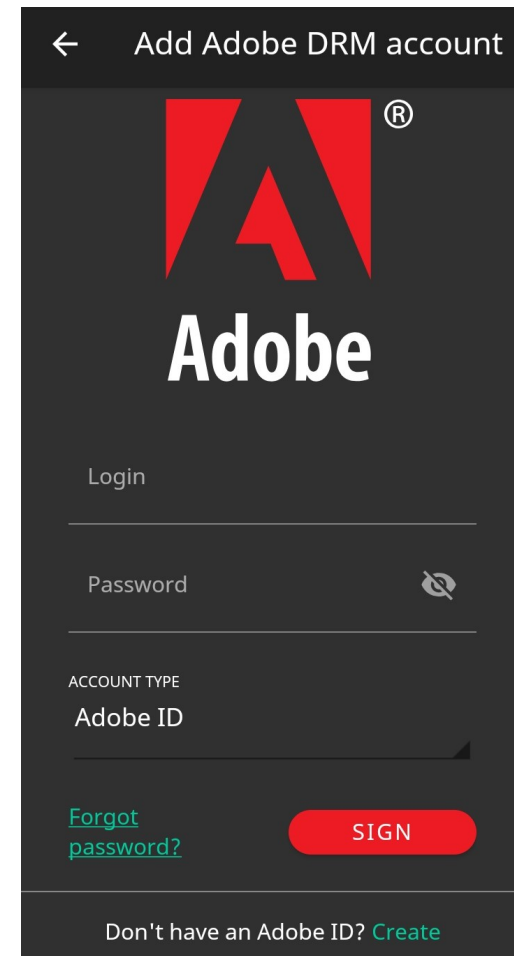 Add Adobe DRM account
®
Adobe
Login
Password
ACCOUNT TYPE
Adobe ID
Forgot
password?
SIGN
Don't have an Adobe ID? Create